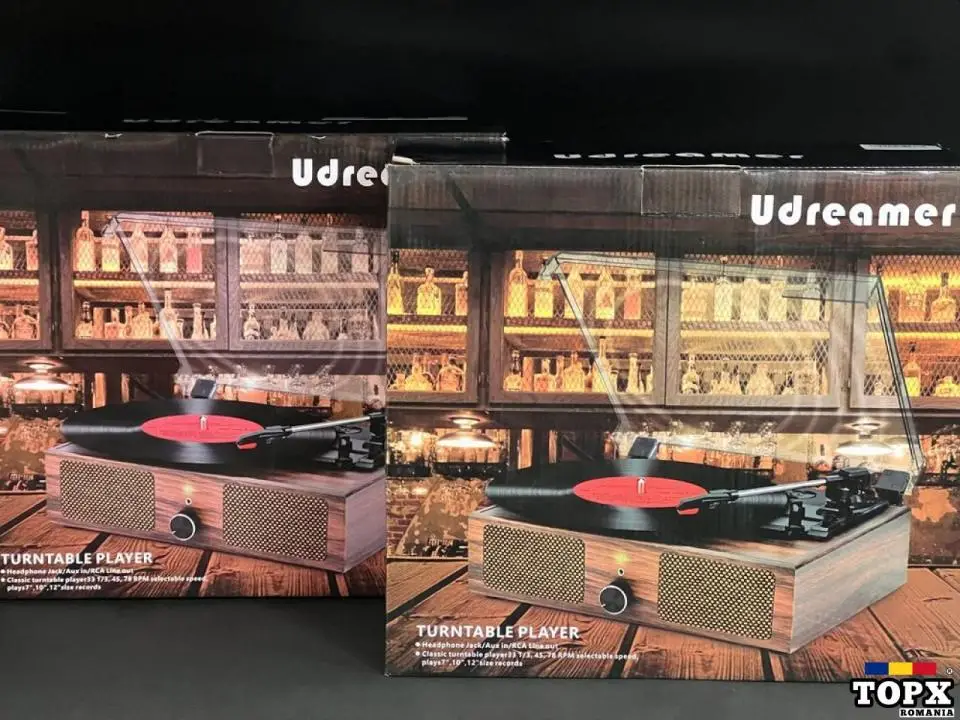 Udrea
Udreamer
TURNTABLE PLAYER
Headphone Jack/Aux in/RCA Line out
Classic turntable player33 1/3, 45, 78 RPM selectable speed,
plays7",10",12"size records
TURNTABLE PLAYER
Headphone Jack/Aux in/RCA Line out
Classic turntable player33 1/3, 45, 78 RPM selectable speed,
plays7",10",12"size records
TOPX
ROMANIA